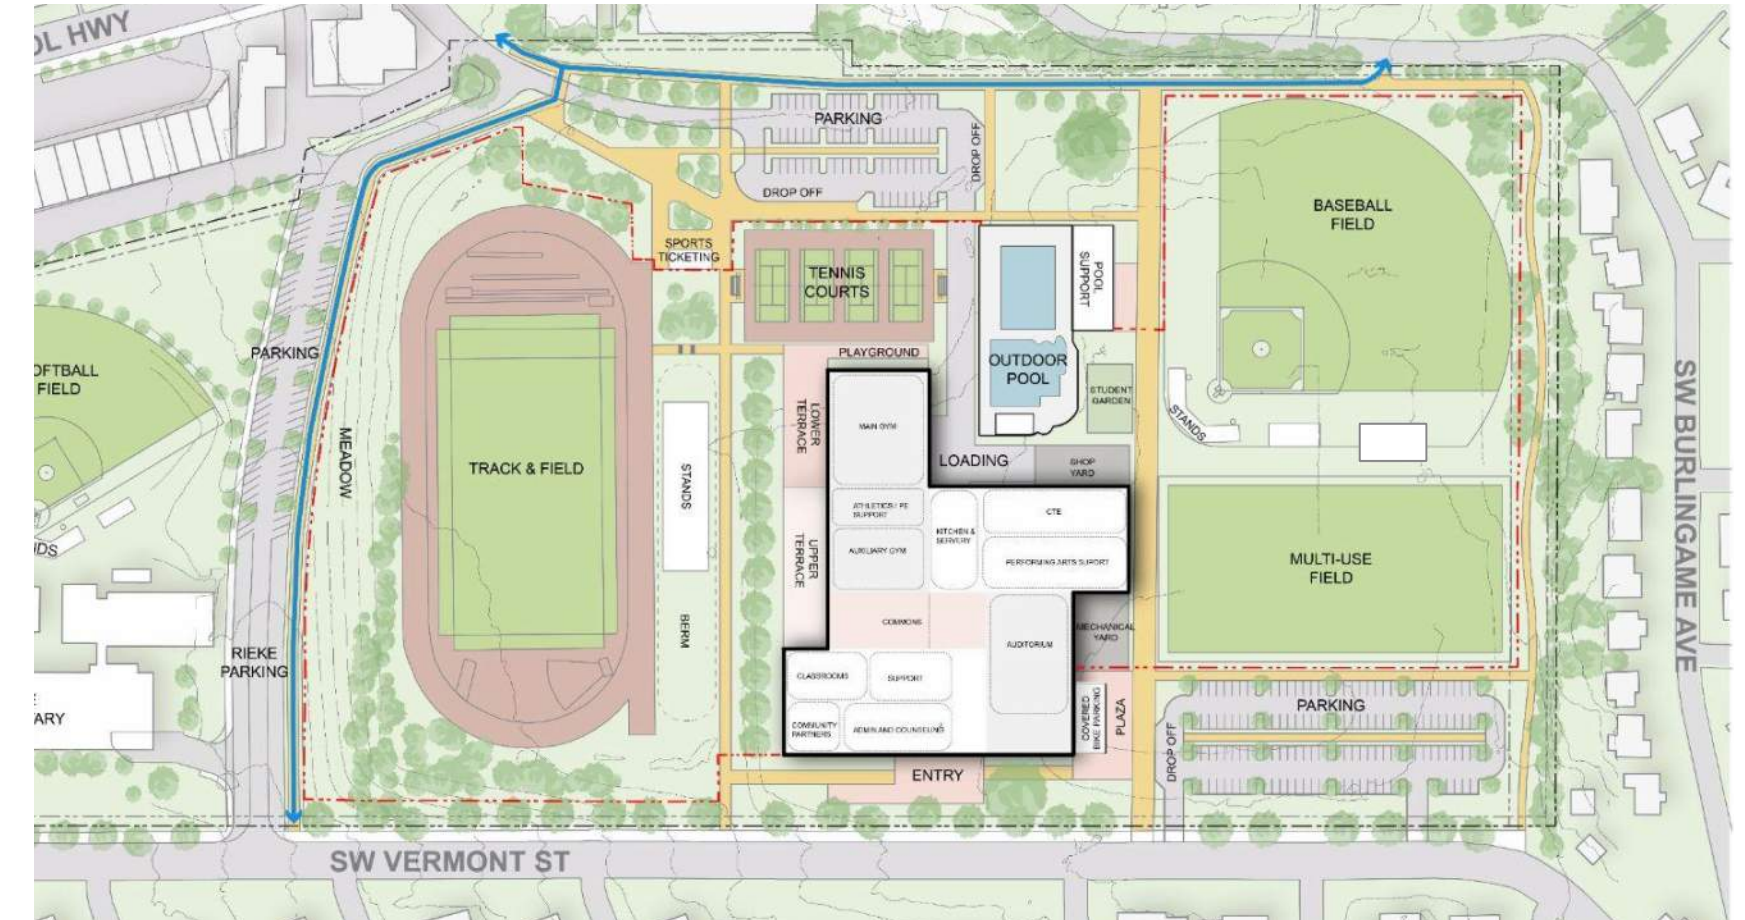 OL HWY
PARKING
DROP OFF
DROP OFF
SPORTS
TICKETING
TENNIS
COURTS
POOL
SUPPORT
BASEBALL
FIELD
PARKING
PLAYGROUND
OUTDOOR
POOL
STUDENT
GARDEN
OFTBALL
FIELD
STANDS
SW BURLINGAME AVE
MEADOW
TRACK & FIELD
STANDS
LOWER
TERRACE
MAIN GYM
LOADING
SHOP
YARD
ATHLETICS / PE
SUPPORT
KITCHEN &
SERVERY
CTE
UPPER
TERRACE
AUXILIARY GYM
PERFORMING ARTS SUPORT
MULTI-USE
FIELD
NDS
BERM
COMMONS
AUDITORIUM
MECHANICAL
YARD
RIEKE
PARKING
CLASSROOMS
SUPPORT
ARY
COMMUNITY
PARTNERS
ADMIN AND COUNSELING
COVERED
BIKE PARKING
PLAZA
PARKING
DROP OFF
ENTRY
SW VERMONT ST